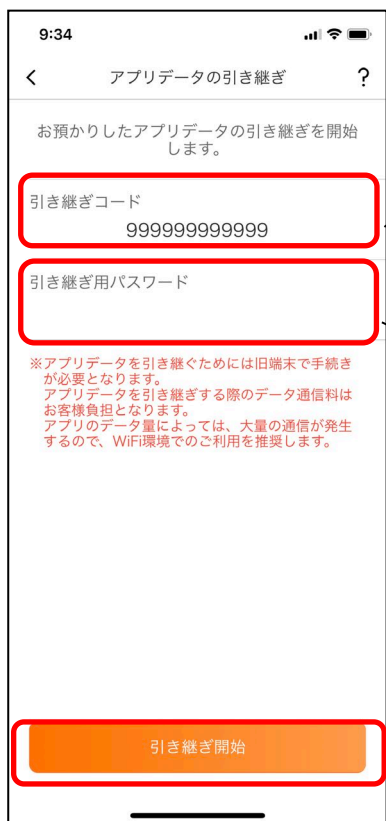 9:34
アプリデータの引き継ぎ ?
お預かりしたアプリデータの引き継ぎを開始
します。
引き継ぎコード
999999999999
引き継ぎ用パスワード
※アプリデータを引き継ぐためには旧端末で手続き
が必要となります。
アプリデータを引き継ぎする際のデータ通信料は
お客様負担となります。
アプリのデータ量によっては、大量の通信が発生
するので、WiFi環境でのご利用を推奨します。
引き継ぎ開始